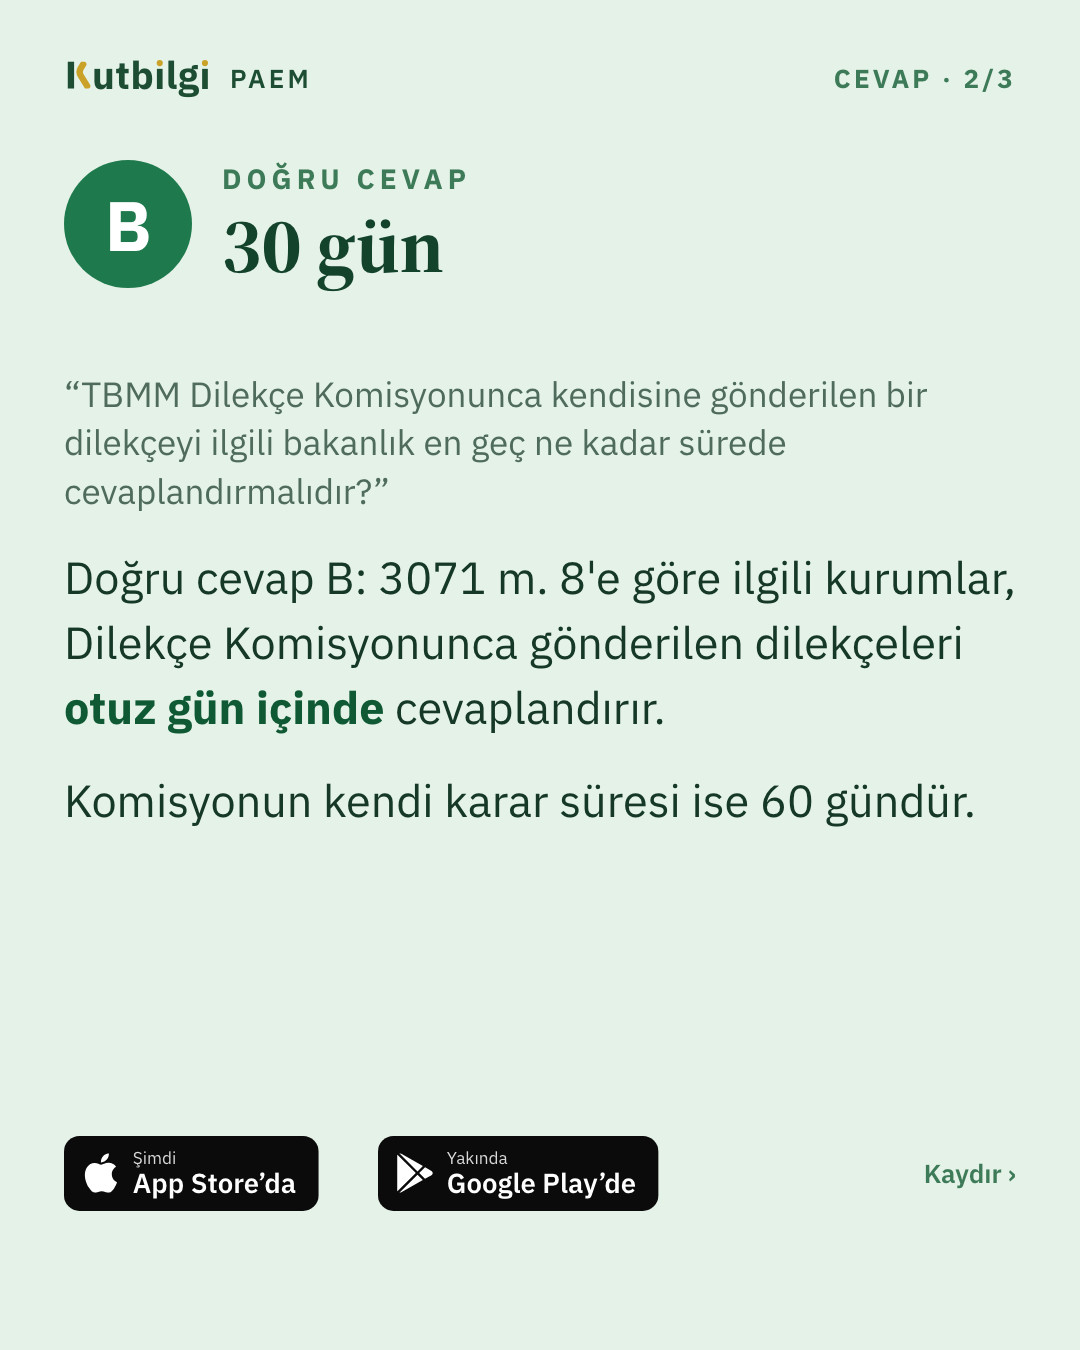 Kutbilgi PAEM
CEVAP · 2/3
B
DOĞRU CEVAP
30 gün
“TBMM Dilekçe Komisyonunca kendisine gönderilen bir
dilekçeyi ilgili bakanlık en geç ne kadar sürede
cevaplandırmalıdır?”
Doğru cevap B: 3071 m. 8'e göre ilgili kurumlar,
Dilekçe Komisyonunca gönderilen dilekçeleri
otuz gün içinde cevaplandırır.
Komisyonun kendi karar süresi ise 60 gündür.
Şimdi
App Store’da
Yakında
Google Play’de
Kaydır ›